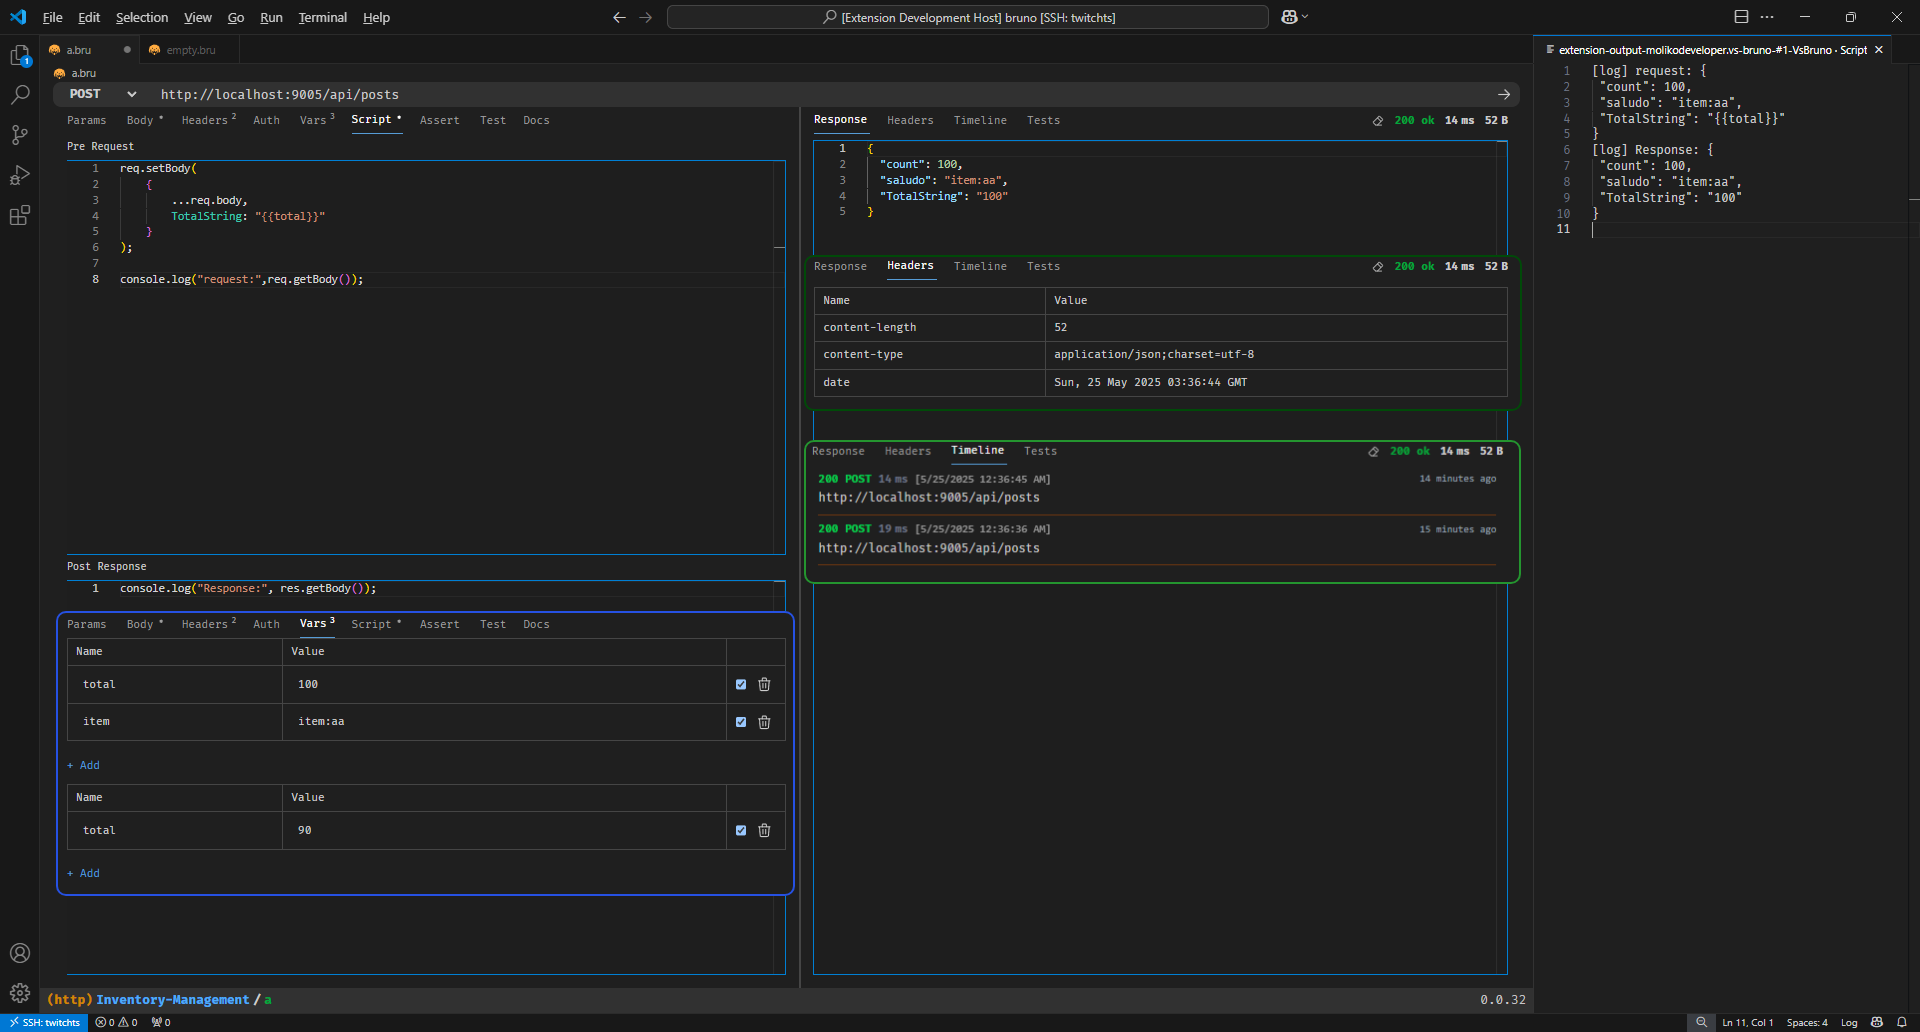 File Edit Selection View Go Run Terminal Help
[Extension Development Host] bruno [SSH: twitchts]
1
a.bru
empty.bru
a.bru
POST http://localhost:9005/api/posts
Params Body * Headers 2 Auth Vars 3 Script * Assert Test Docs
Pre Request
1 req.setBody(
2 {
3 ...req.body,
4 TotalString: "{{total}}"
5 }
6 );
7
8 console.log("request:",req.getBody());
Post Response
1 console.log("Response:", res.getBody());
Params Body * Headers 2 Auth Vars 3 Script * Assert Test Docs
Name Value
total 100
item item:aa
+ Add
Name Value
total 90
+ Add
Response Headers Timeline Tests 200 ok 14 ms 52 B
1 {
2 "count": 100,
3 "saludo": "item:aa",
4 "TotalString": "100"
5 }
Response Headers Timeline Tests 200 ok 14 ms 52 B
Name Value
content-length 52
content-type application/json;charset=utf-8
date Sun, 25 May 2025 03:36:44 GMT
Response Headers Timeline Tests 200 ok 14 ms 52 B
200 POST 14 ms [5/25/2025 12:36:45 AM] 14 minutes ago
http://localhost:9005/api/posts
200 POST 19 ms [5/25/2025 12:36:36 AM] 15 minutes ago
http://localhost:9005/api/posts
extension-output-molikodeveloper.vs-bruno-#1-VsBruno - Script
1 [log] request: {
2 "count": 100,
3 "saludo": "item:aa",
4 "TotalString": "{{total}}"
5 }
6 [log] Response: {
7 "count": 100,
8 "saludo": "item:aa",
9 "TotalString": "100"
10 }
11
(http) Inventory-Management / a 0.0.32
SSH: twitchts 0 0 0 Ln 11, Col 1 Spaces: 4 Log